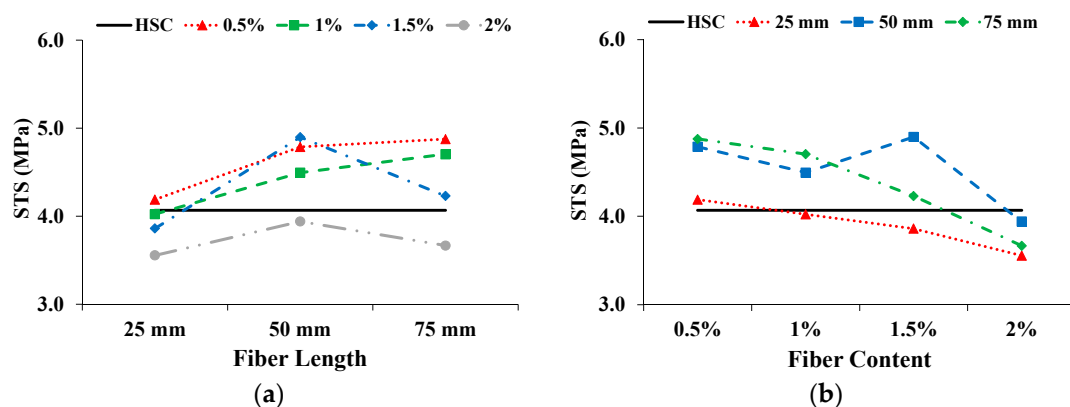 HSC 0.5% 1% 1.5% 2%
6.0
5.0
4.0
3.0
STS (MPa)
25 mm 50 mm 75 mm
Fiber Length
(a)
HSC 25 mm 50 mm 75 mm
6.0
5.0
4.0
3.0
STS (MPa)
0.5% 1% 1.5% 2%
Fiber Content
(b)